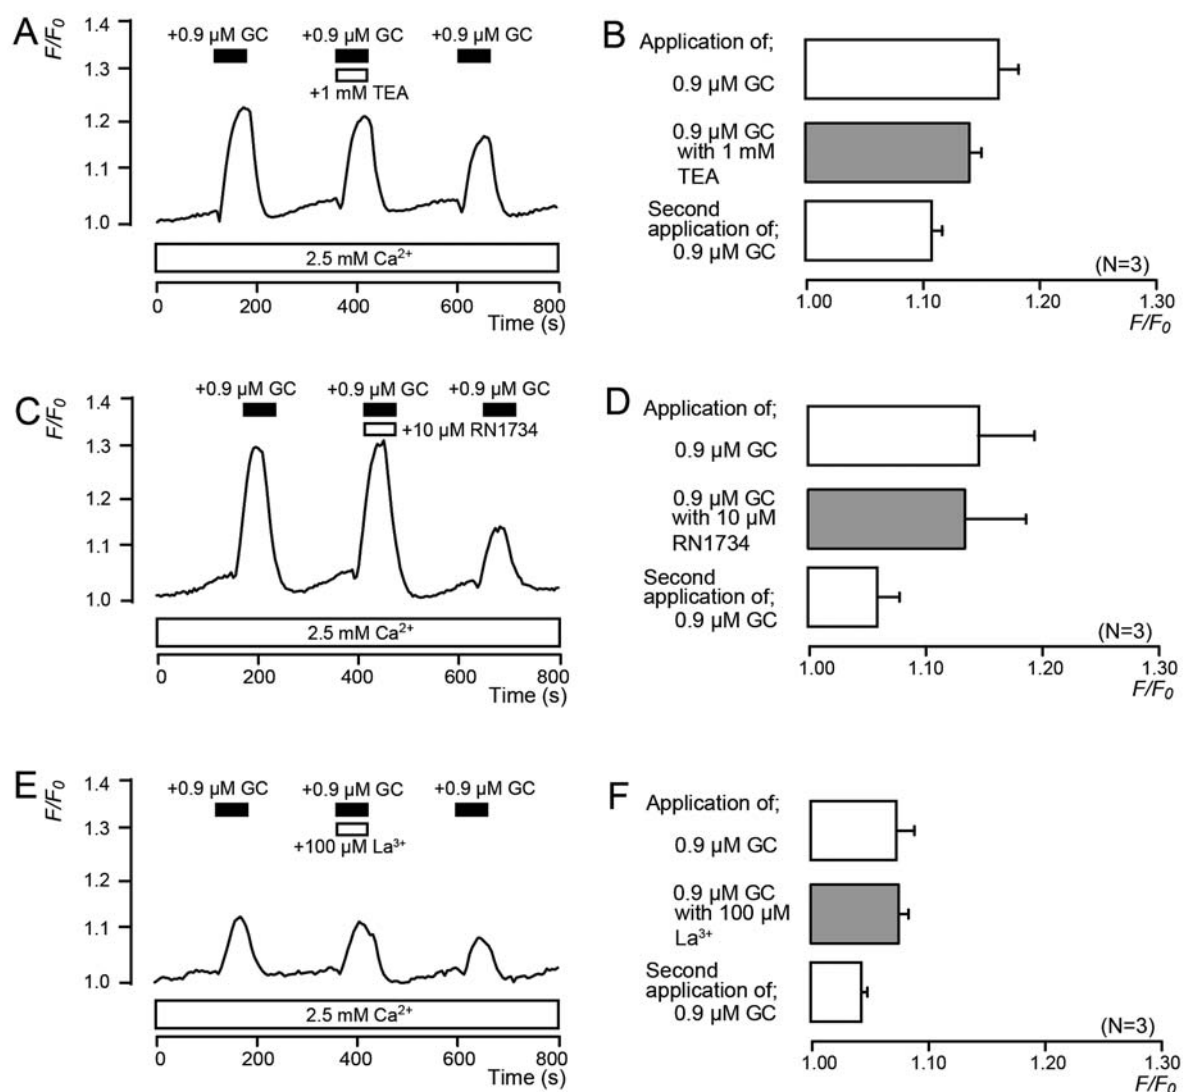 A
F/F0
1.4
1.3
1.2
1.1
1.0
+0.9 µM GC
+0.9 µM GC
+0.9 µM GC
+1 mM TEA
2.5 mM Ca²⁺
0
200
400
600
800
Time (s)
B
Application of;
0.9 µM GC
0.9 µM GC
with 1 mM
TEA
Second
application of;
0.9 µM GC
(N=3)
1.00
1.10
1.20
1.30
F/F0
C
F/F0
1.4
1.3
1.2
1.1
1.0
+0.9 µM GC
+0.9 µM GC
+0.9 µM GC
+10 µM RN1734
2.5 mM Ca²⁺
0
200
400
600
800
Time (s)
D
Application of;
0.9 µM GC
0.9 µM GC
with 10 µM
RN1734
Second
application of;
0.9 µM GC
(N=3)
1.00
1.10
1.20
1.30
F/F0
E
F/F0
1.4
1.3
1.2
1.1
1.0
+0.9 µM GC
+0.9 µM GC
+0.9 µM GC
+100 µM La³⁺
2.5 mM Ca²⁺
0
200
400
600
800
Time (s)
F
Application of;
0.9 µM GC
0.9 µM GC
with 100 µM
La³⁺
Second
application of;
0.9 µM GC
(N=3)
1.00
1.10
1.20
1.30
F/F0